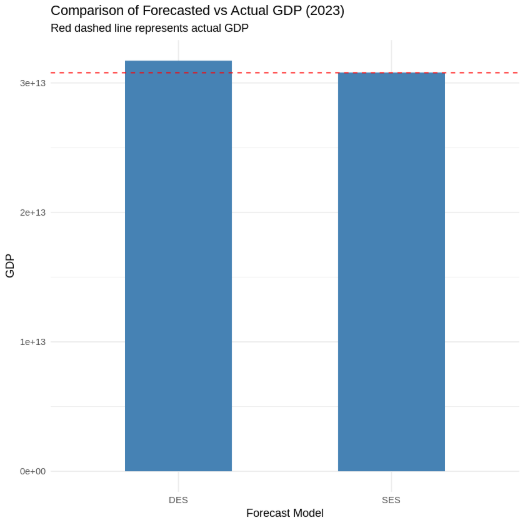 Comparison of Forecasted vs Actual GDP (2023)
Red dashed line represents actual GDP
GDP
3e+13
2e+13
1e+13
0e+00
DES
SES
Forecast Model